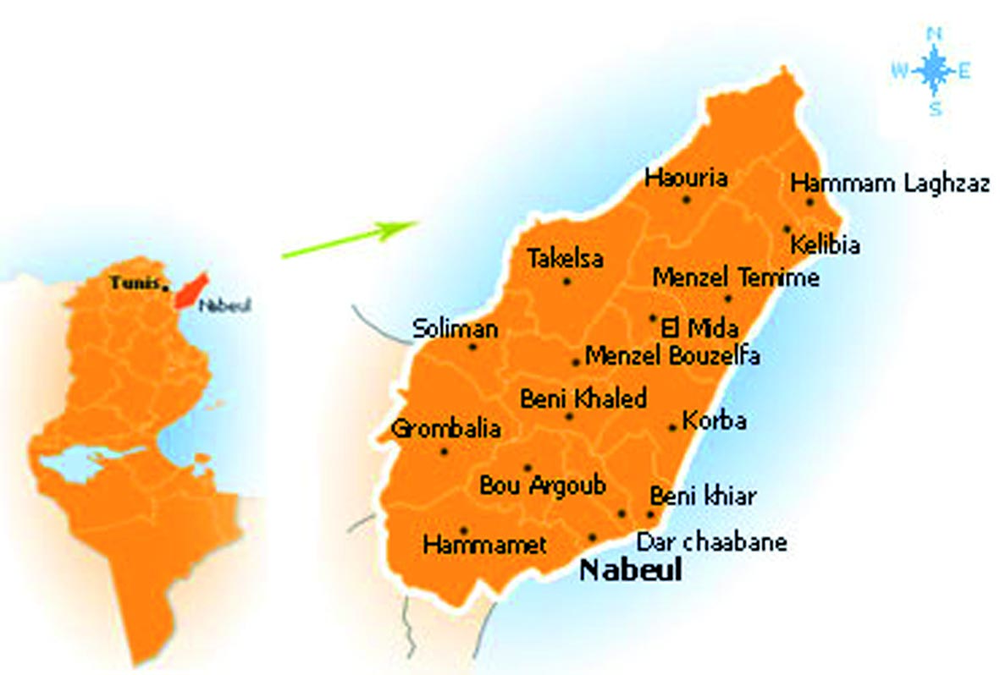 N
W E
S
Haouria
Hammam Laghzaz
Kelibia
Takelsa
Menzel Temime
Tunis
Nabeul
Soliman
El Mida
Menzel Bouzelfa
Beni Khaled
Grombalia
Korba
Bou Argoub
Beni khiar
Hammamet
Dar chaabane
Nabeul